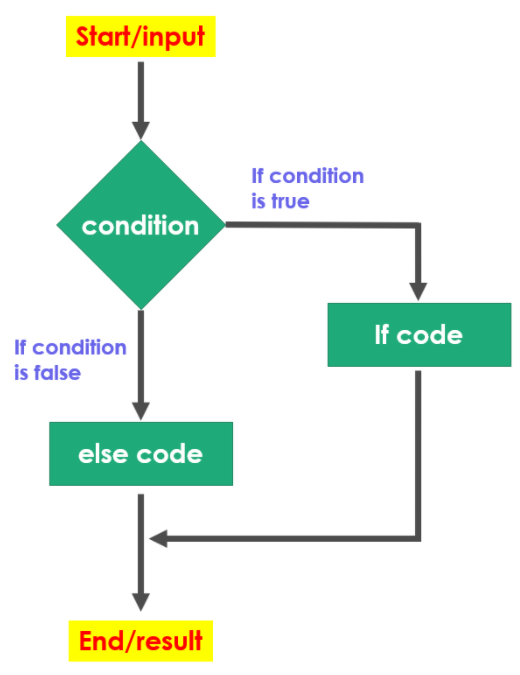 Start/input
If condition
is true
condition
If code
If condition
is false
else code
End/result